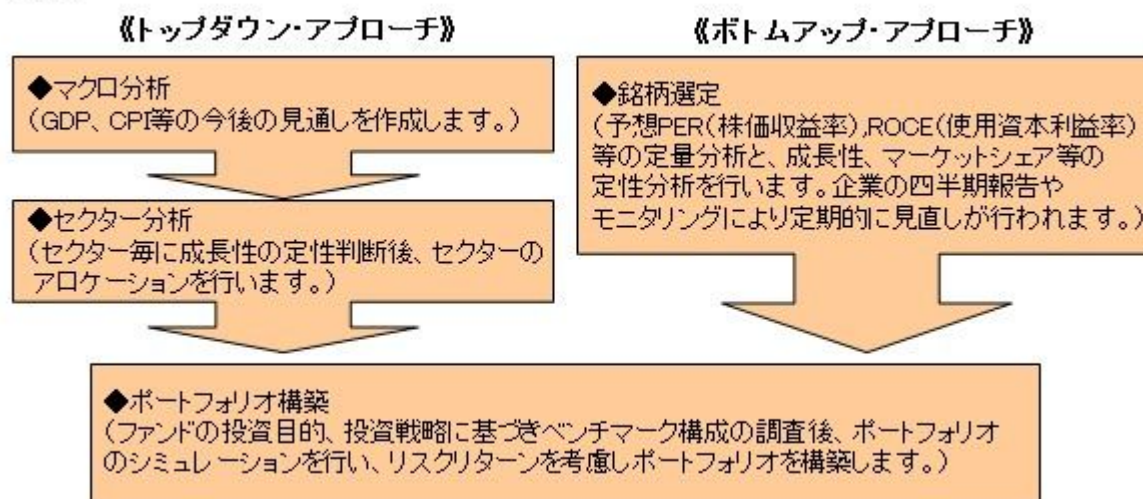 《トップダウン・アプローチ》
◆マクロ分析
(GDP、CPI等の今後の見通しを作成します。)
◆セクター分析
(セクター毎に成長性の定性判断後、セクターの
アロケーションを行います。)
《ボトムアップ・アプローチ》
◆銘柄選定
(予想PER(株価収益率),ROCE(使用資本利益率)
等の定量分析と、成長性、マーケットシェア等の
定性分析を行います。企業の四半期報告や
モニタリングにより定期的に見直しが行われます。)
◆ポートフォリオ構築
(ファンドの投資目的、投資戦略に基づきベンチマーク構成の調査後、ポートフォリオ
のシミュレーションを行い、リスクリターンを考慮しポートフォリオを構築します。)